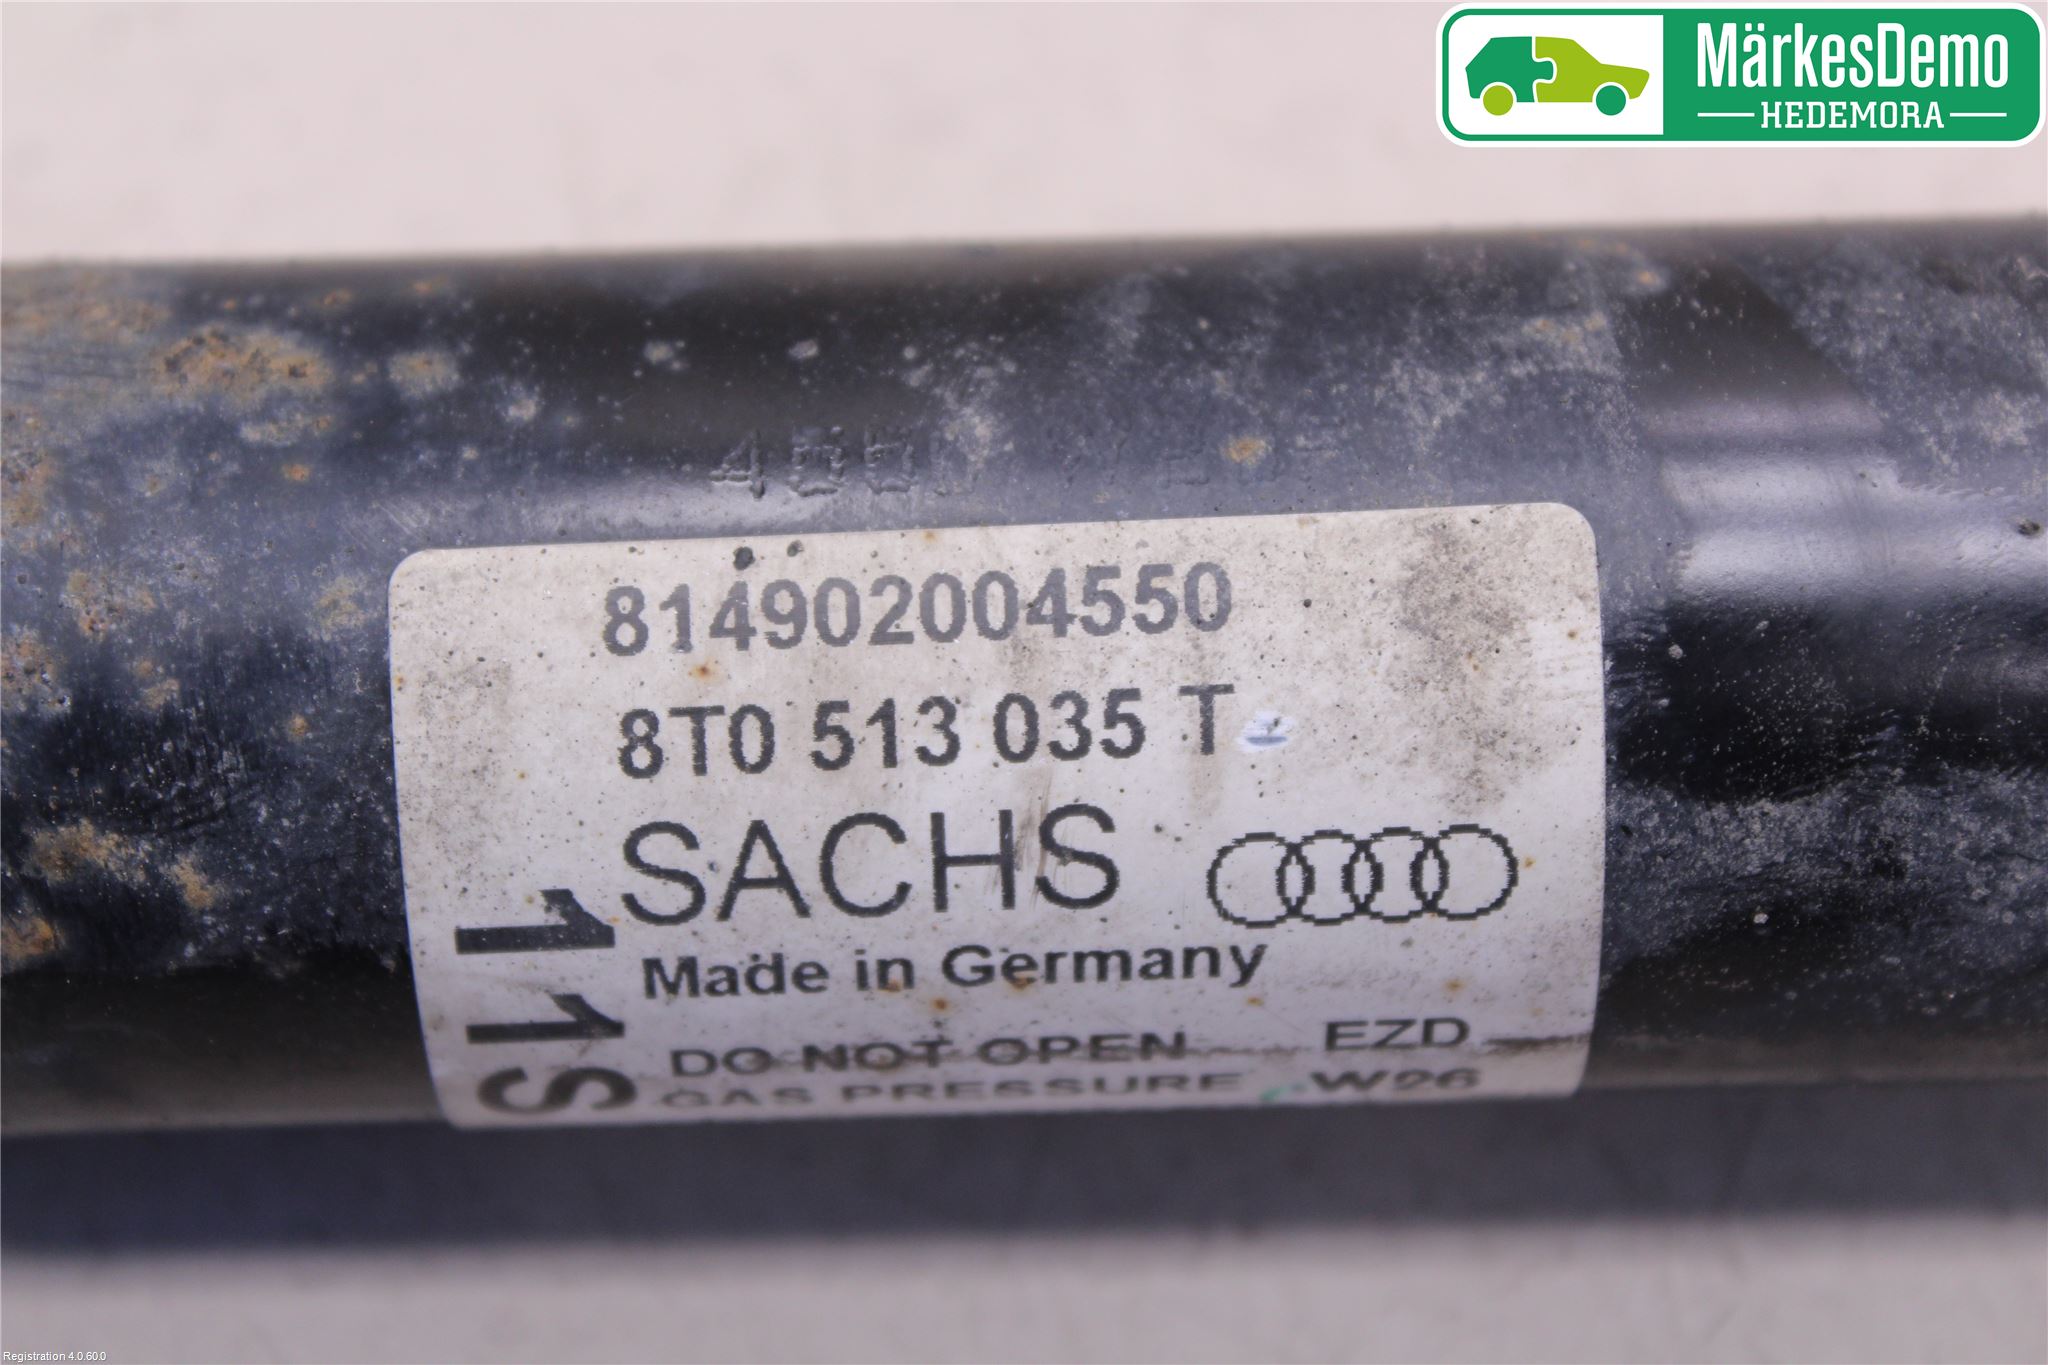 MärkesDemo
HEDEMORA
814902004550
8T0 513 035 T
SACHS
Made in Germany
DO NOT OPEN EZD
GAS PRESSURE W26
11S
Registration 4.0.60.0